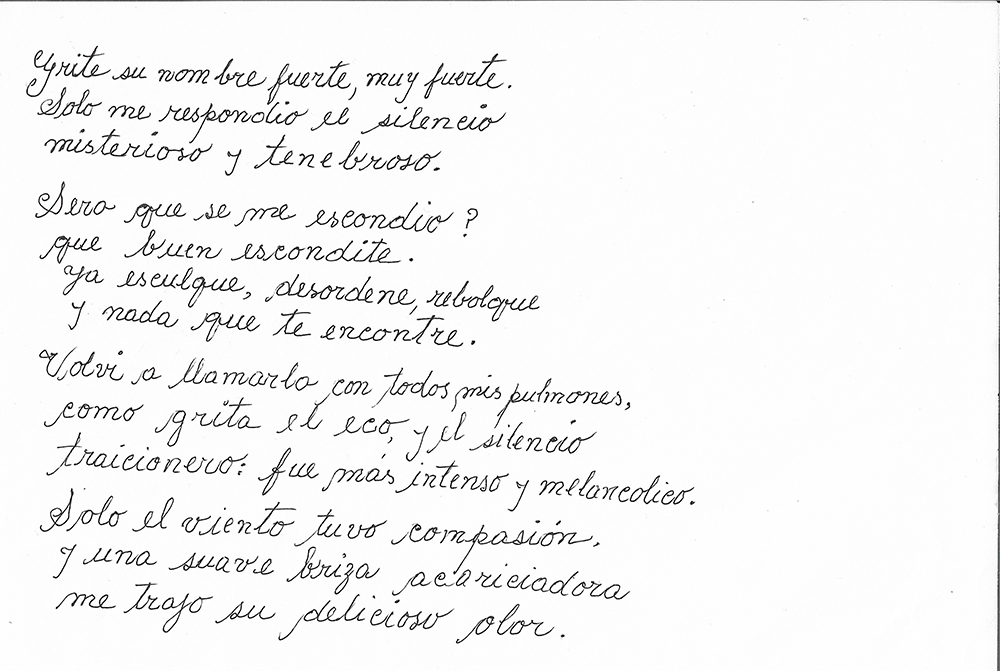 Grite su nombre fuerte, muy fuerte.
Solo me respondio el silencio
misterioso y tenebroso.
Sera que se me escondio?
que buen escondite.
Ya esculque, desordene, rebolque
y nada que te encontre.
Volvi a llamarla con todos mis pulmones,
como grita el eco, y el silencio
traicionero: fue más intenso y melancolico.
Solo el viento tuvo compasión,
y una suave briza acariciadora
me trajo su delicioso olor.